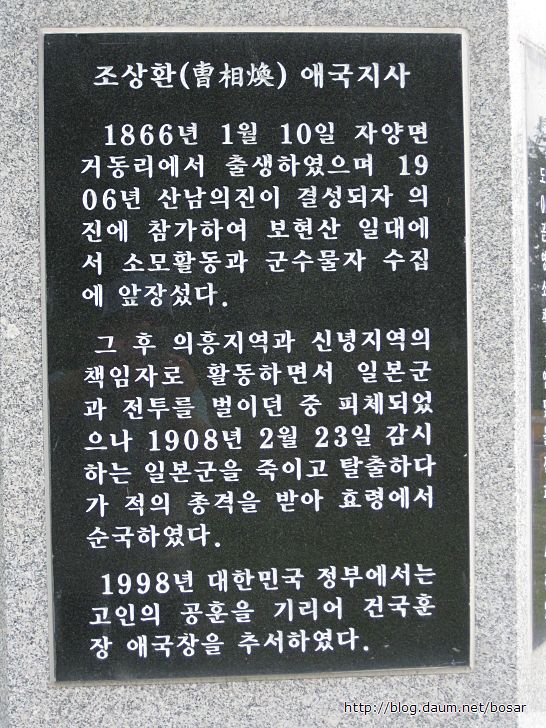 조상환(曺相煥) 애국지사
1866년 1월 10일 자양면
거동리에서 출생하였으며 19
06년 산남의진이 결성되자 의
진에 참가하여 보현산 일대에
서 소모활동과 군수물자 수집
에 앞장섰다.
그 후 의흥지역과 신녕지역의
책임자로 활동하면서 일본군
과 전투를 벌이던 중 피체되었
으나 1908년 2월 23일 감시
하는 일본군을 죽이고 탈출하다
가 적의 총격을 받아 효령에서
순국하였다.
1998년 대한민국 정부에서는
고인의 공훈을 기리어 건국훈
장 애국장을 추서하였다.
http://blog.daum.net/bosar